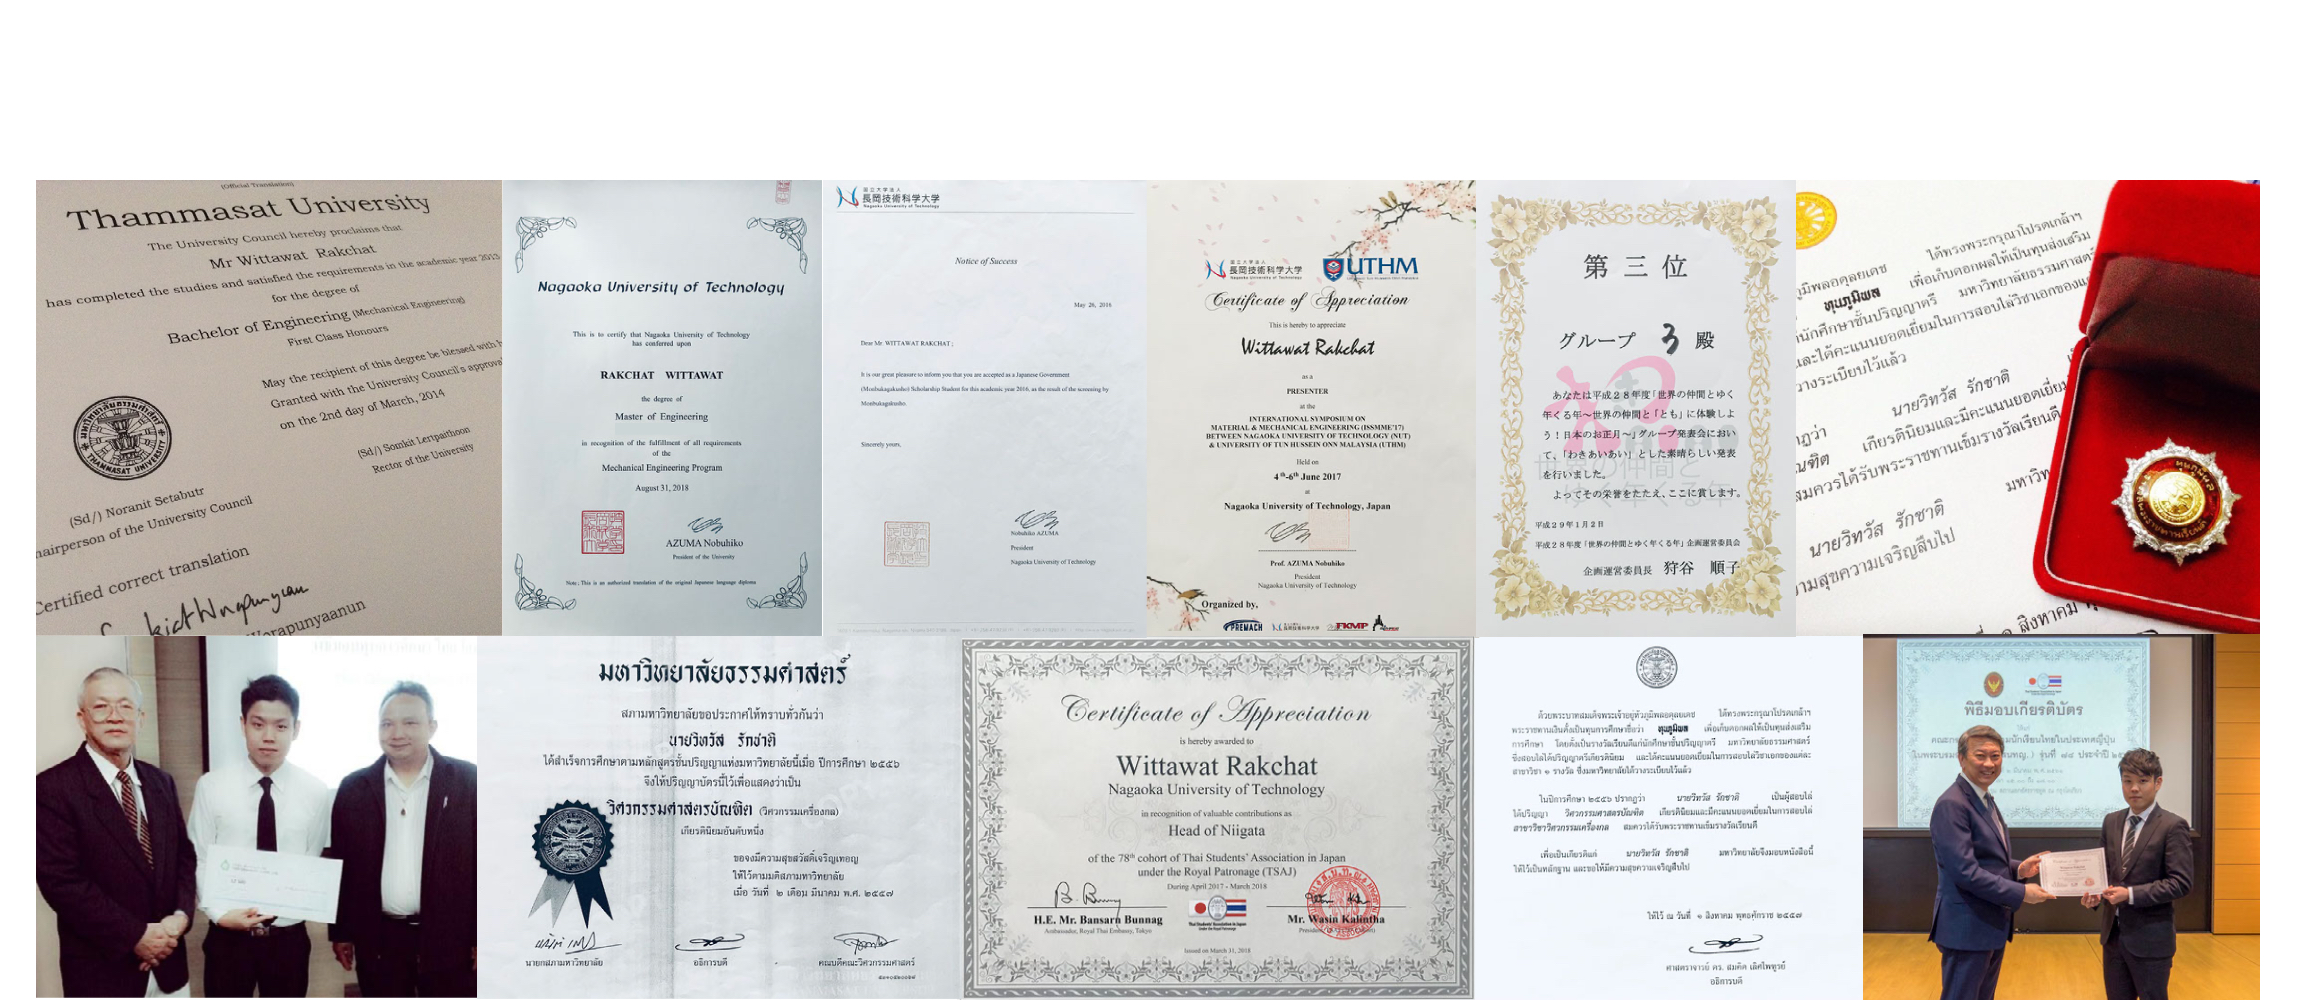 (Official Translation)
Thammasat University
The University Council hereby proclaims that
Mr Wittawat Rakchat
has completed the studies and satisfied the requirements in the academic year 2013
for the degree of
Bachelor of Engineering (Mechanical Engineering)
First Class Honours
May the recipient of this degree be blessed with
Granted with the University Council's approval
on the 2nd day of March, 2014
(Sd/) Somkit Lertpaithoon
Rector of the University
(Sd/) Noranit Setabutr
hairperson of the University Council
Certified correct translation
Worapunyaanun
Nagaoka University of Technology
This is to certify that Nagaoka University of Technology
has conferred upon
RAKCHAT WITTAWAT
the degree of
Master of Engineering
in recognition of the fulfillment of all requirements
of the
Mechanical Engineering Program
August 31, 2018
AZUMA Nobuhiko
President of the University
Note: This is an authorized translation of the original Japanese language diploma
国立大学法人
長岡技術科学大学
Nagaoka University of Technology
Notice of Success
May 26, 2016
Dear Mr. WITTAWAT RAKCHAT ;
It is our great pleasure to inform you that you are accepted as a Japanese Government
(Monbukagakusho) Scholarship Student for this academic year 2016, as the result of the screening by
Monbukagakusho.
Sincerely yours,
Nobuhiko AZUMA
President
Nagaoka University of Technology
国立大学法人
長岡技術科学大学
Nagaoka University of Technology
UTHM
Certificate of Appreciation
This is hereby to appreciate
Wittawat Rakchat
as a
PRESENTER
at the
INTERNATIONAL SYMPOSIUM ON
MATERIAL & MECHANICAL ENGINEERING (ISSMME'17)
BETWEEN NAGAOKA UNIVERSITY OF TECHNOLOGY (NUT)
& UNIVERSITY OF TUN HUSSEIN ONN MALAYSIA (UTHM)
Held on
4th-6th June 2017
at
Nagaoka University of Technology, Japan
Prof. AZUMA Nobuhiko
President
Nagaoka University of Technology
Organized by,
PREMACH 長岡技術科学大学 FKMP
第三位
グループ 3 殿
あなたは平成28年度「世界の仲間とゆく
年くる年~世界の仲間と「とも」に体験しよ
う!日本のお正月~」グループ発表会におい
て、「わきあいあい」とした素晴らしい発表
を行いました。
よってその栄誉をたたえ、ここに賞します。
平成29年1月2日
平成28年度「世界の仲間とゆく年くる年」企画運営委員会
企画運営委員長 狩谷 順子
ได้ทรงพระกรุณาโปรดเกล้าฯ
ภูมิพลอดุลยเดช เพื่อเก็บดอกผลให้เป็นทุนส่งเสริม
ทุนภูมิพล มหาวิทยาลัยธรรมศาสตร์
นักศึกษาชั้นปริญญาตรี
และได้คะแนนยอดเยี่ยมในการสอบไล่วิชาเอกของแ
วางระเบียบไว้แล้ว
นายวิทวัส รักชาติ
เกียรตินิยมและมีคะแนนยอดเยี่ยม
สมควรได้รับพระราชทานเข็มรางวัลเรียนดี
นายวิทวัส รักชาติ
ามสุขความเจริญสืบไป
สิงหาคม
มหาวิทยาลัยธรรมศาสตร์
สภามหาวิทยาลัยขอประกาศให้ทราบทั่วกันว่า
นายวิทวัส รักชาติ
ได้สำเร็จการศึกษาตามหลักสูตรชั้นปริญญาแห่งมหาวิทยาลัยนี้เมื่อ ปีการศึกษา ๒๕๕๖
จึงให้ปริญญาบัตรนี้ไว้เพื่อแสดงว่าเป็น
วิศวกรรมศาสตรบัณฑิต (วิศวกรรมเครื่องกล)
เกียรตินิยมอันดับหนึ่ง
ขอจงมีความสุขสวัสดิ์เจริญเทอญ
ให้ไว้ตามมติสภามหาวิทยาลัย
เมื่อ วันที่ ๒ เดือน มีนาคม พ.ศ. ๒๕๕๗
นายกสภามหาวิทยาลัย อธิการบดี คณบดีคณะวิศวกรรมศาสตร์
Certificate of Appreciation
is hereby awarded to
Wittawat Rakchat
Nagaoka University of Technology
in recognition of valuable contributions as
Head of Niigata
of the 78th cohort of Thai Students' Association in Japan
under the Royal Patronage (TSAJ)
During April 2017 - March 2018
H.E. Mr. Bansarn Bunnag
Ambassador, Royal Thai Embassy, Tokyo
Mr. Wasin Kalintha
Issued on March 31, 2018
ด้วยพระบาทสมเด็จพระเจ้าอยู่หัวภูมิพลอดุลยเดช ได้ทรงพระกรุณาโปรดเกล้าฯ
พระราชทานเงินตั้งเป็นทุนการศึกษาชื่อว่า ทุนภูมิพล เพื่อเก็บดอกผลให้เป็นทุนส่งเสริม
การศึกษา โดยตั้งเป็นรางวัลเรียนดีแก่นักศึกษาชั้นปริญญาตรี มหาวิทยาลัยธรรมศาสตร์
ซึ่งสอบไล่ได้ปริญญาตรีเกียรตินิยม และได้คะแนนยอดเยี่ยมในการสอบไล่วิชาเอกของแต่ละ
สาขาวิชา ๑ รางวัล ซึ่งมหาวิทยาลัยได้วางระเบียบไว้แล้ว
ในปีการศึกษา ๒๕๕๖ ปรากฏว่า นายวิทวัส รักชาติ เป็นผู้สอบไล่
ได้ปริญญา วิศวกรรมศาสตรบัณฑิต เกียรตินิยมและมีคะแนนยอดเยี่ยมในการสอบไล่
สาขาวิชาวิศวกรรมเครื่องกล สมควรได้รับพระราชทานเข็มรางวัลเรียนดี
เพื่อเป็นเกียรติแก่ นายวิทวัส รักชาติ มหาวิทยาลัยจึงมอบหนังสือนี้
ให้ไว้เป็นหลักฐาน และขอให้มีความสุขความเจริญสืบไป
ให้ไว้ ณ วันที่ ๑ สิงหาคม พุทธศักราช ๒๕๕๗
ศาสตราจารย์ ดร. สมคิด เลิศไพฑูรย์
อธิการบดี
พิธีมอบเกียรติบัตร